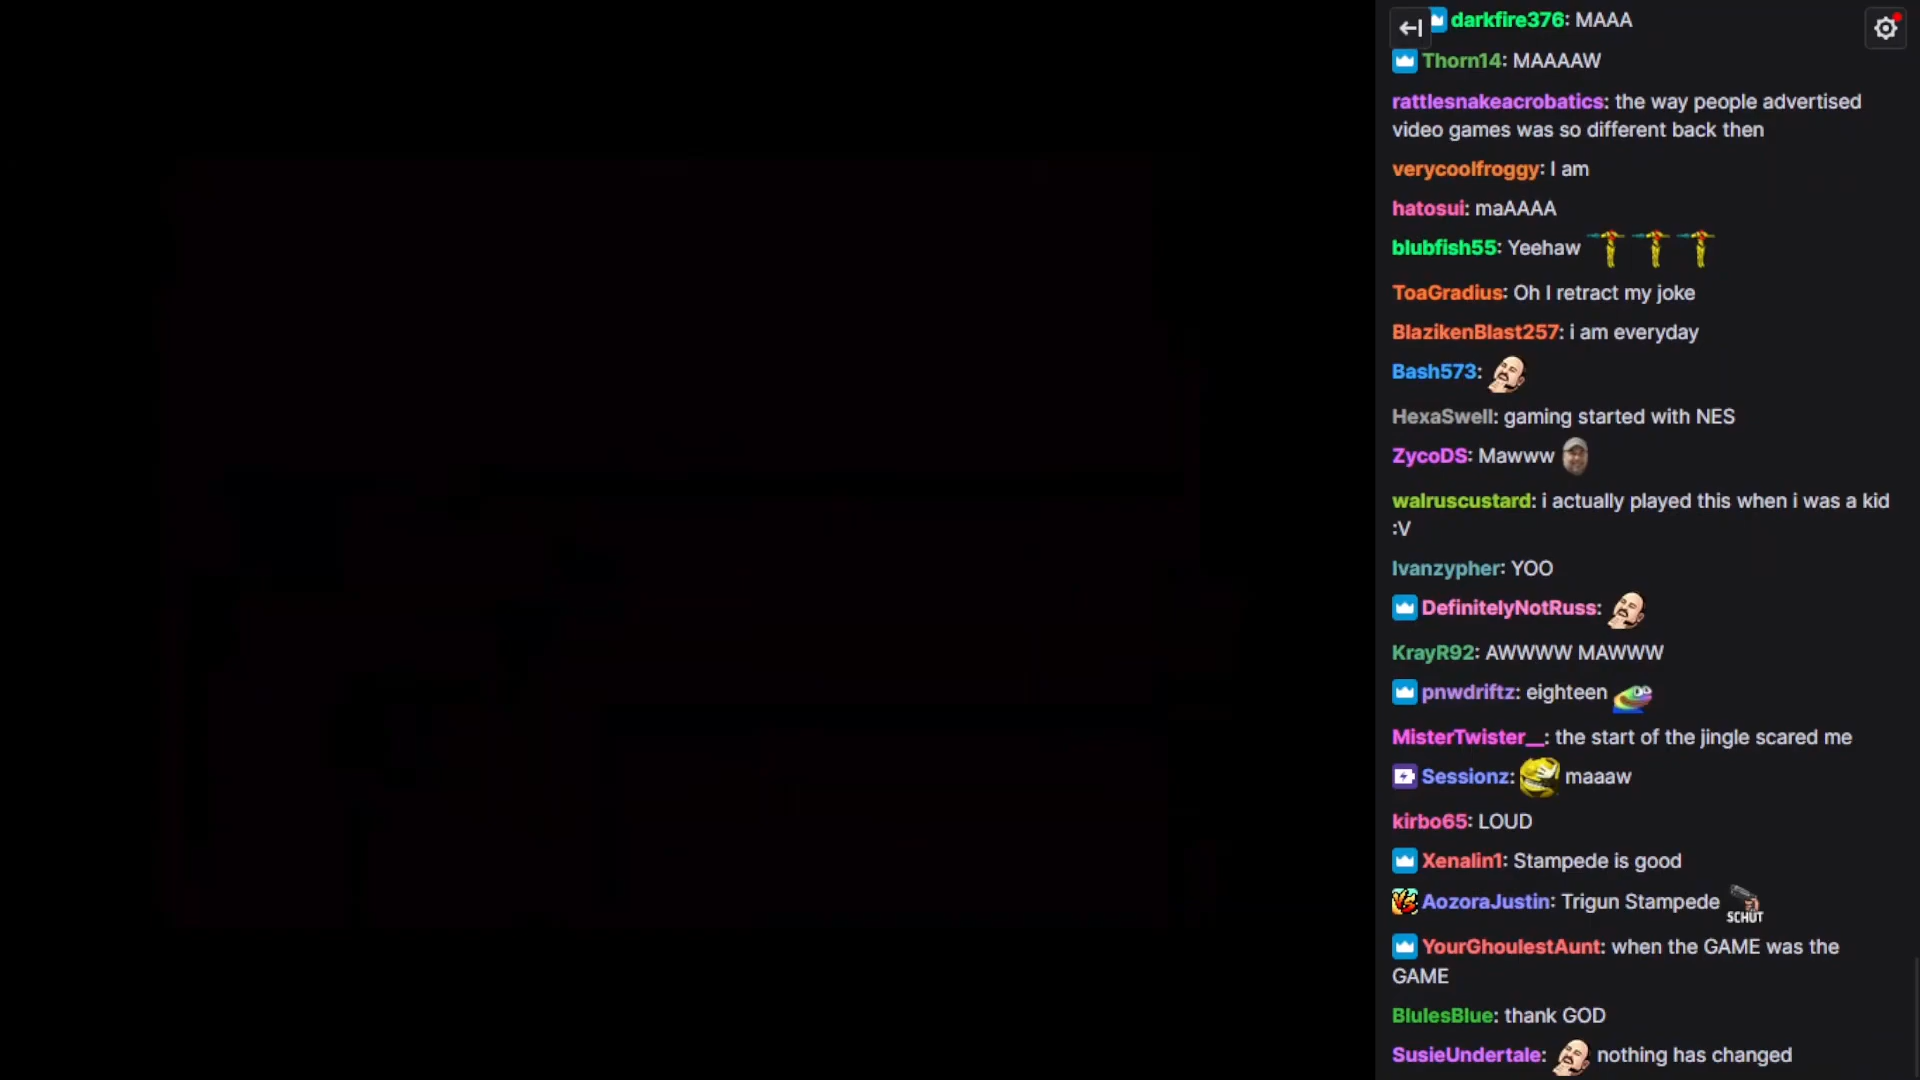 darkfire376: MAAA
Thorn14: MAAAAW
rattlesnakeacrobatics: the way people advertised
video games was so different back then
verycoolfroggy: I am
hatosui: maAAAA
blubfish55: Yeehaw
ToaGradius: Oh I retract my joke
BlazikenBlast257: i am everyday
Bash573:
HexaSwell: gaming started with NES
ZycoDS: Mawww
walruscustard: i actually played this when i was a kid
:V
Ivanzypher: YOO
DefinitelyNotRuss:
KrayR92: AWWWW MAWWW
pnwdriftz: eighteen
MisterTwister__: the start of the jingle scared me
Sessionz: maaaw
kirbo65: LOUD
Xenalin1: Stampede is good
AozoraJustin: Trigun Stampede SCHÜT
YourGhoulestAunt: when the GAME was the
GAME
BlulesBlue: thank GOD
SusieUndertale: nothing has changed